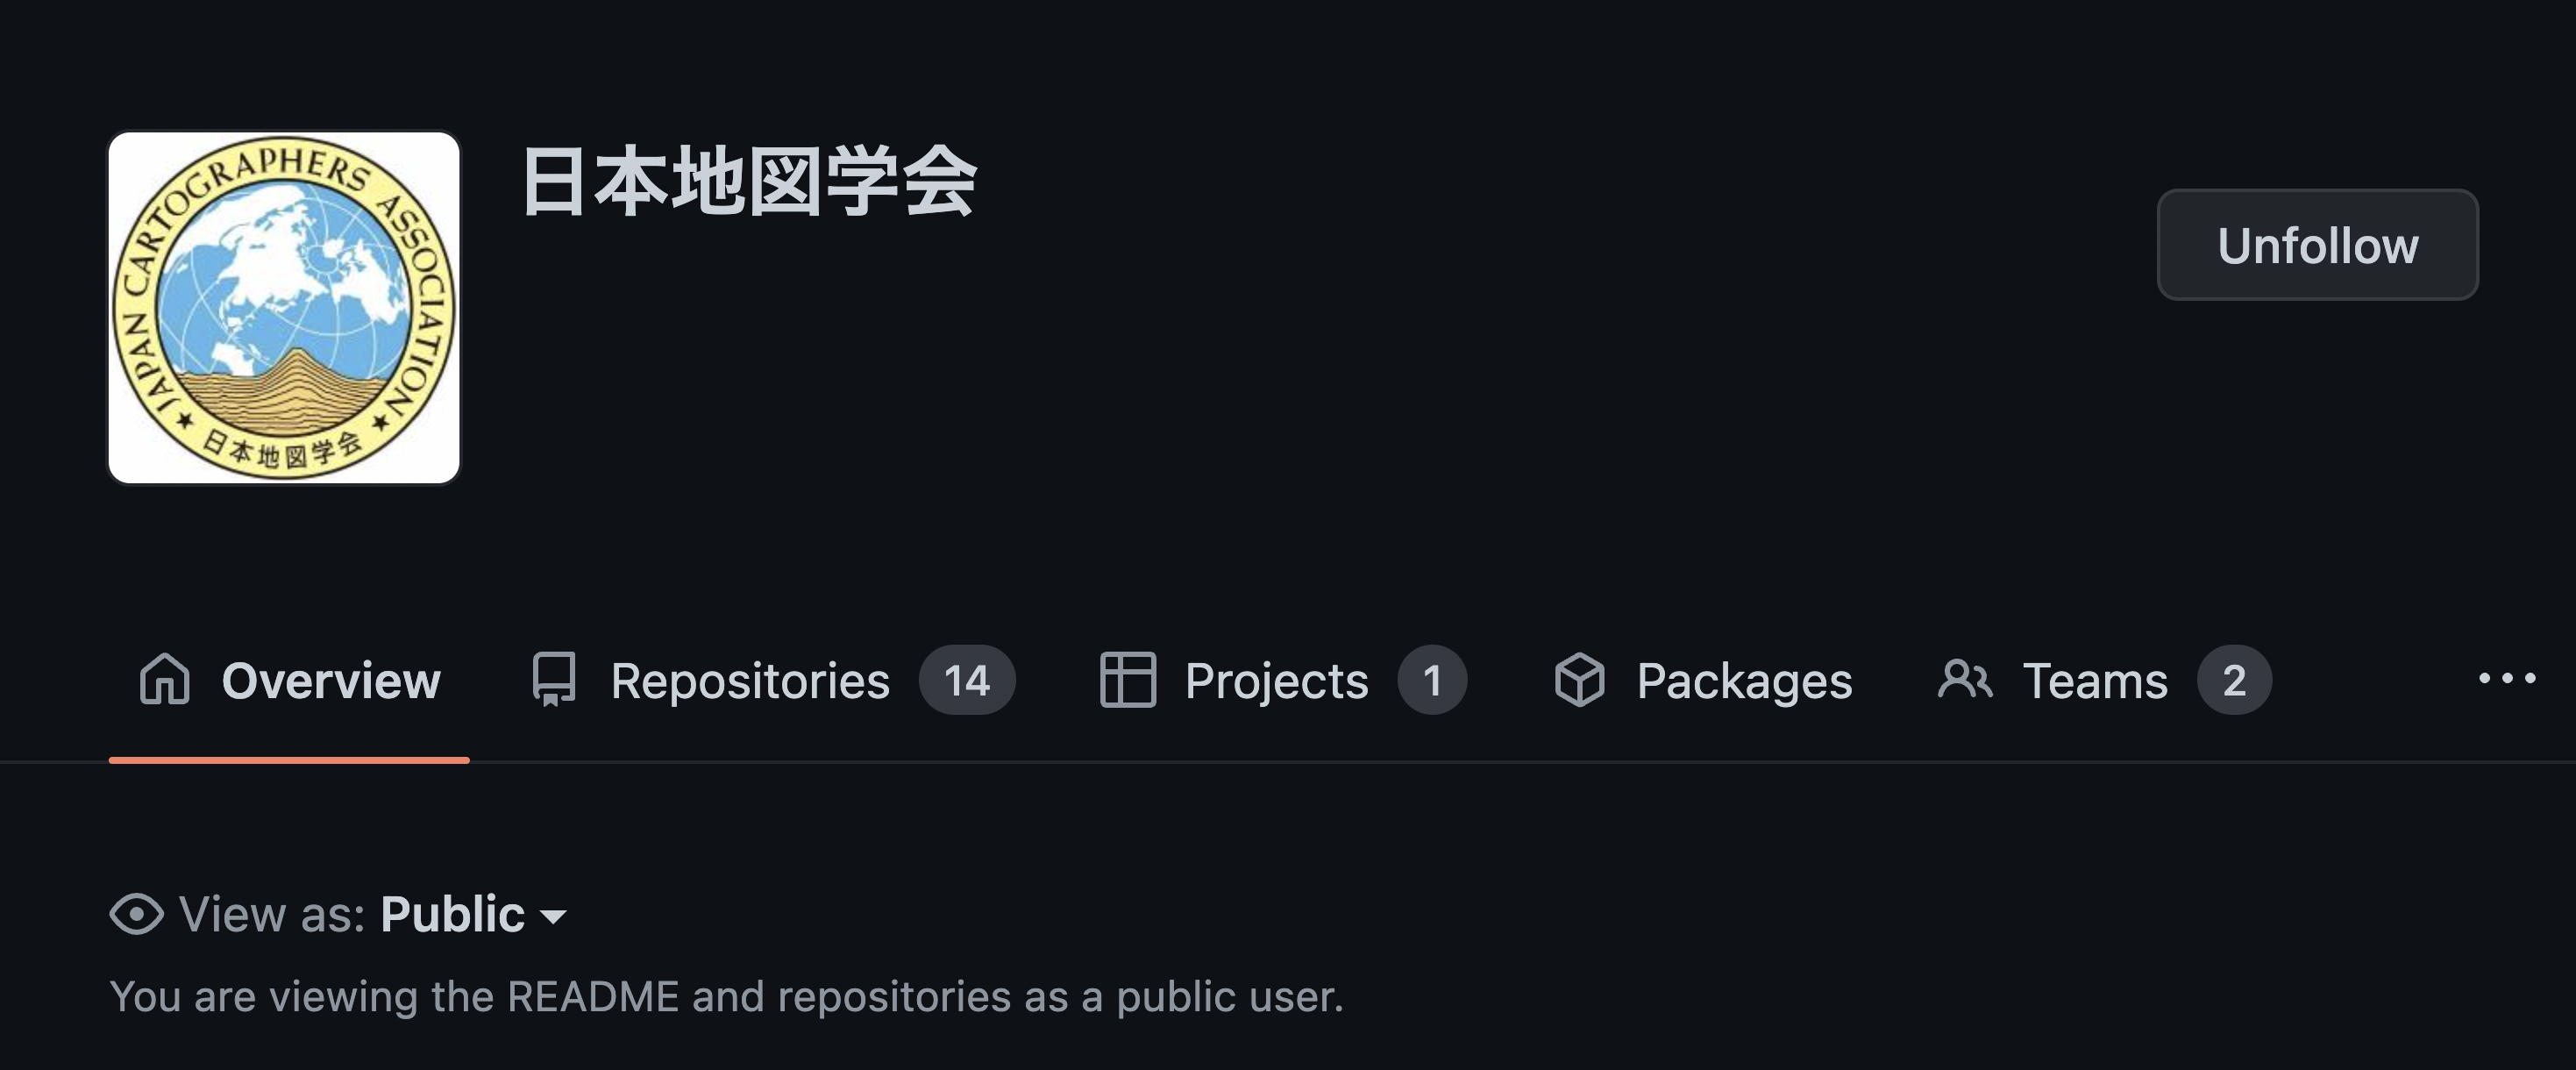 JAPAN CARTOGRAPHERS ASSOCIATION
★ 日本地図学会 ★
日本地図学会
Unfollow
Overview Repositories 14 Projects 1 Packages Teams 2 ...
View as: Public
You are viewing the README and repositories as a public user.